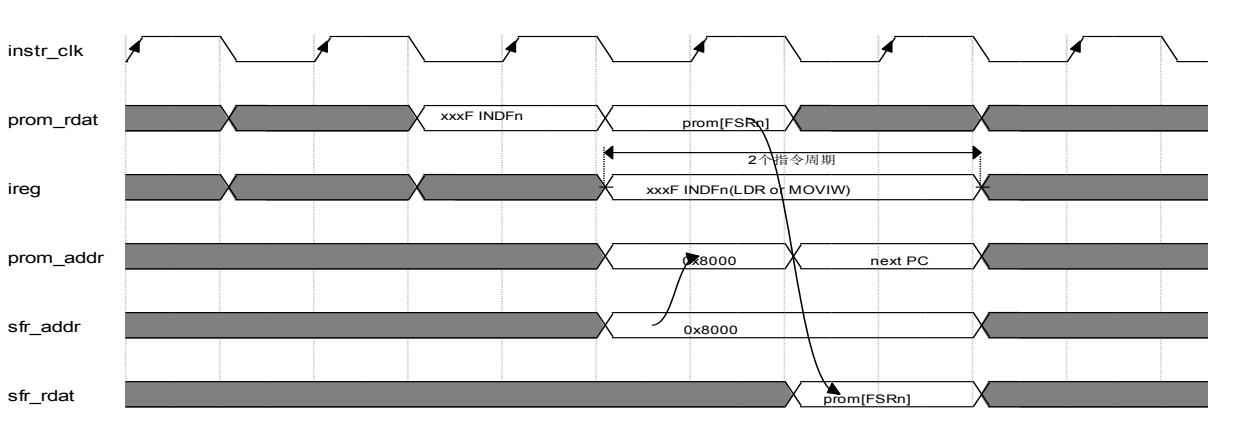 instr_clk
prom_rdat
xxxF INDFn
prom[FSRn]
2个指令周期
ireg
xxxF INDFn(LDR or MOVIW)
prom_addr
0x8000
next PC
sfr_addr
0x8000
sfr_rdat
prom[FSRn]